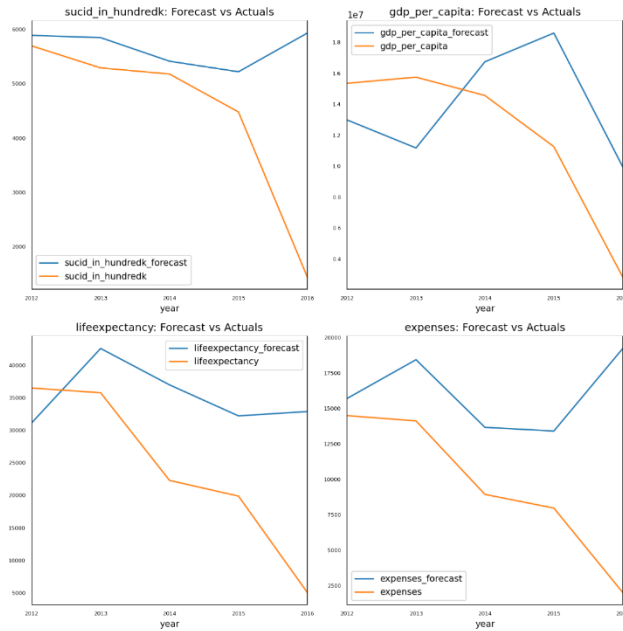 sucid_in_hundredk: Forecast vs Actuals
6000
5000
4000
3000
2000
sucid_in_hundredk_forecast
sucid_in_hundredk
2012 2013 2014 2015 2016
year
gdp_per_capita: Forecast vs Actuals
1e7
1.8
1.6
1.4
1.2
1.0
0.8
0.6
0.4
gdp_per_capita_forecast
gdp_per_capita
2012 2013 2014 2015 201
year
lifeexpectancy: Forecast vs Actuals
40000
35000
30000
25000
20000
15000
10000
5000
lifeexpectancy_forecast
lifeexpectancy
2012 2013 2014 2015 2016
year
expenses: Forecast vs Actuals
20000
17500
15000
12500
10000
7500
5000
2500
expenses_forecast
expenses
2012 2013 2014 2015 201
year